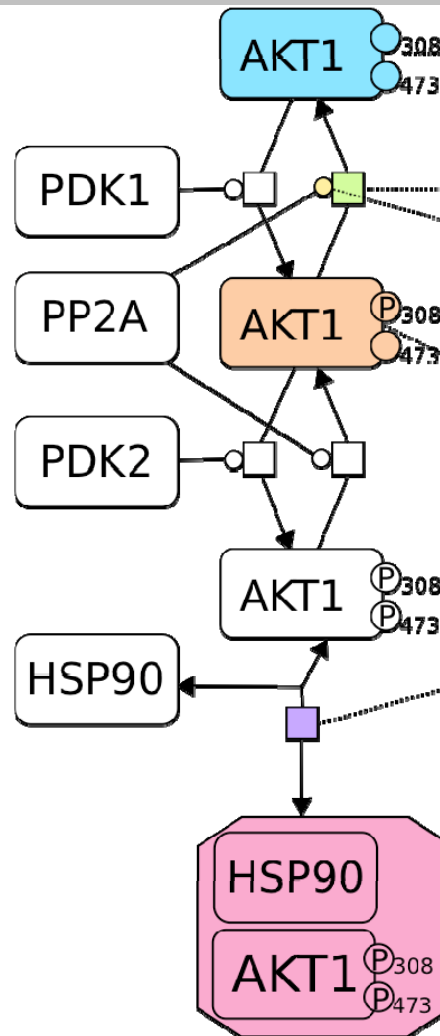 AKT1
308
473
PDK1
PP2A
AKT1
P 308
473
PDK2
AKT1
P 308
P 473
HSP90
HSP90
AKT1
P 308
P 473